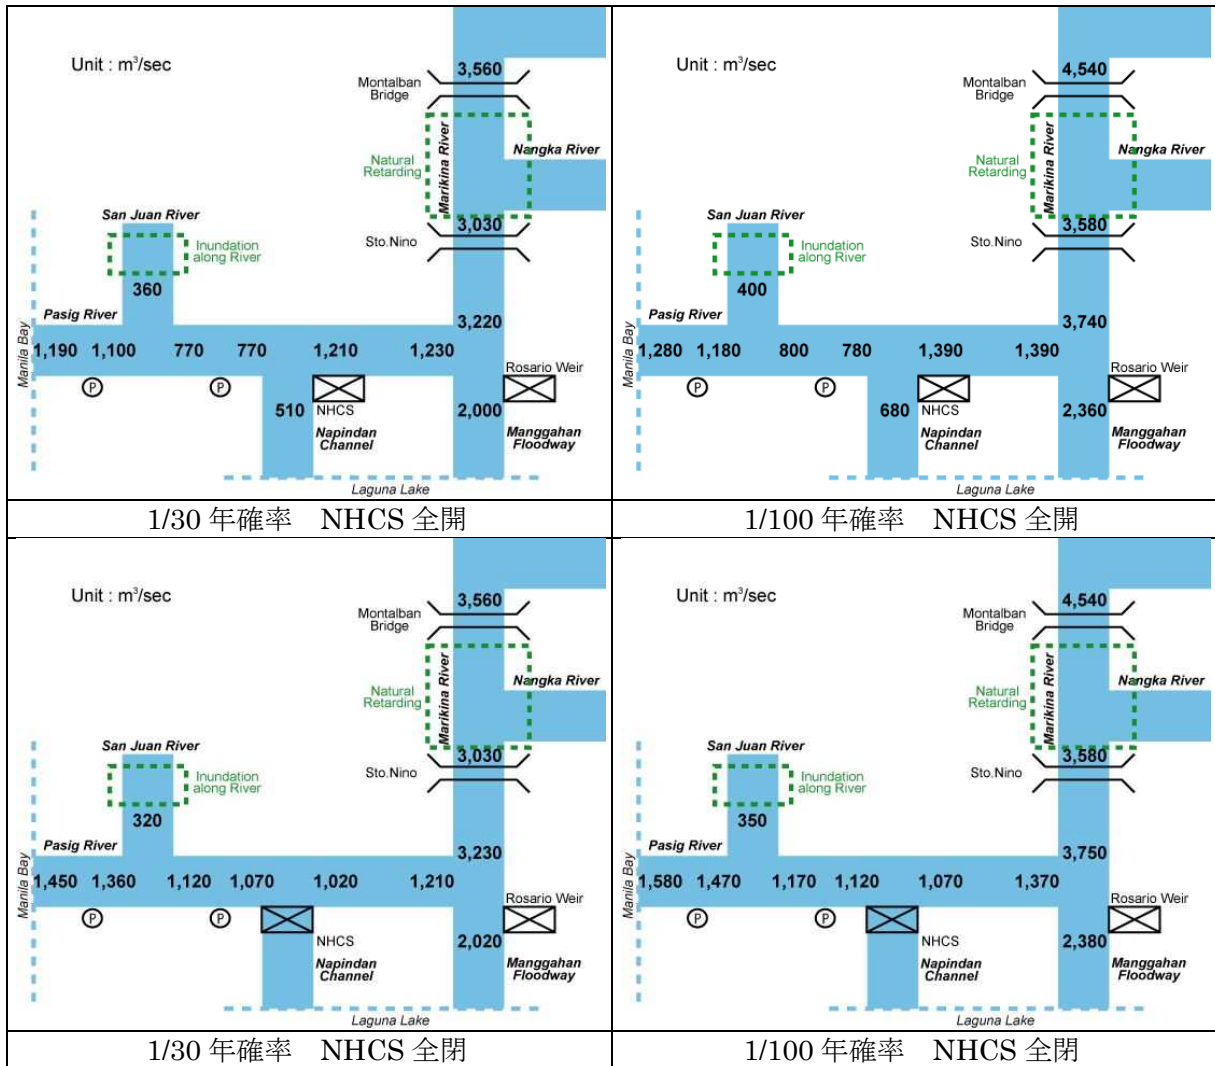 Unit : m³/sec
3,560
Montalban
Bridge
Marikina River
Nangka River
Natural
Retarding
San Juan River
3,030
Sto.Nino
Inundation
along River
360
Pasig River
3,220
Manila Bay
1,190 1,100 770 770 1,210 1,230
Rosario Weir
P P
510 NHCS 2,000
Napindan
Channel
Manggahan
Floodway
Laguna Lake
1/30 年確率 NHCS 全開
Unit : m³/sec
4,540
Montalban
Bridge
Marikina River
Nangka River
Natural
Retarding
San Juan River
3,580
Sto.Nino
Inundation
along River
400
Pasig River
3,740
Manila Bay
1,280 1,180 800 780 1,390 1,390
Rosario Weir
P P
680 NHCS 2,360
Napindan
Channel
Manggahan
Floodway
Laguna Lake
1/100 年確率 NHCS 全開
Unit : m³/sec
3,560
Montalban
Bridge
Marikina River
Nangka River
Natural
Retarding
San Juan River
3,030
Sto.Nino
Inundation
along River
320
Pasig River
3,230
Manila Bay
1,450 1,360 1,120 1,070 1,020 1,210
Rosario Weir
P P
NHCS 2,020
Napindan
Channel
Manggahan
Floodway
Laguna Lake
1/30 年確率 NHCS 全閉
Unit : m³/sec
4,540
Montalban
Bridge
Marikina River
Nangka River
Natural
Retarding
San Juan River
3,580
Sto.Nino
Inundation
along River
350
Pasig River
3,750
Manila Bay
1,580 1,470 1,170 1,120 1,070 1,370
Rosario Weir
P P
NHCS 2,380
Napindan
Channel
Manggahan
Floodway
Laguna Lake
1/100 年確率 NHCS 全閉